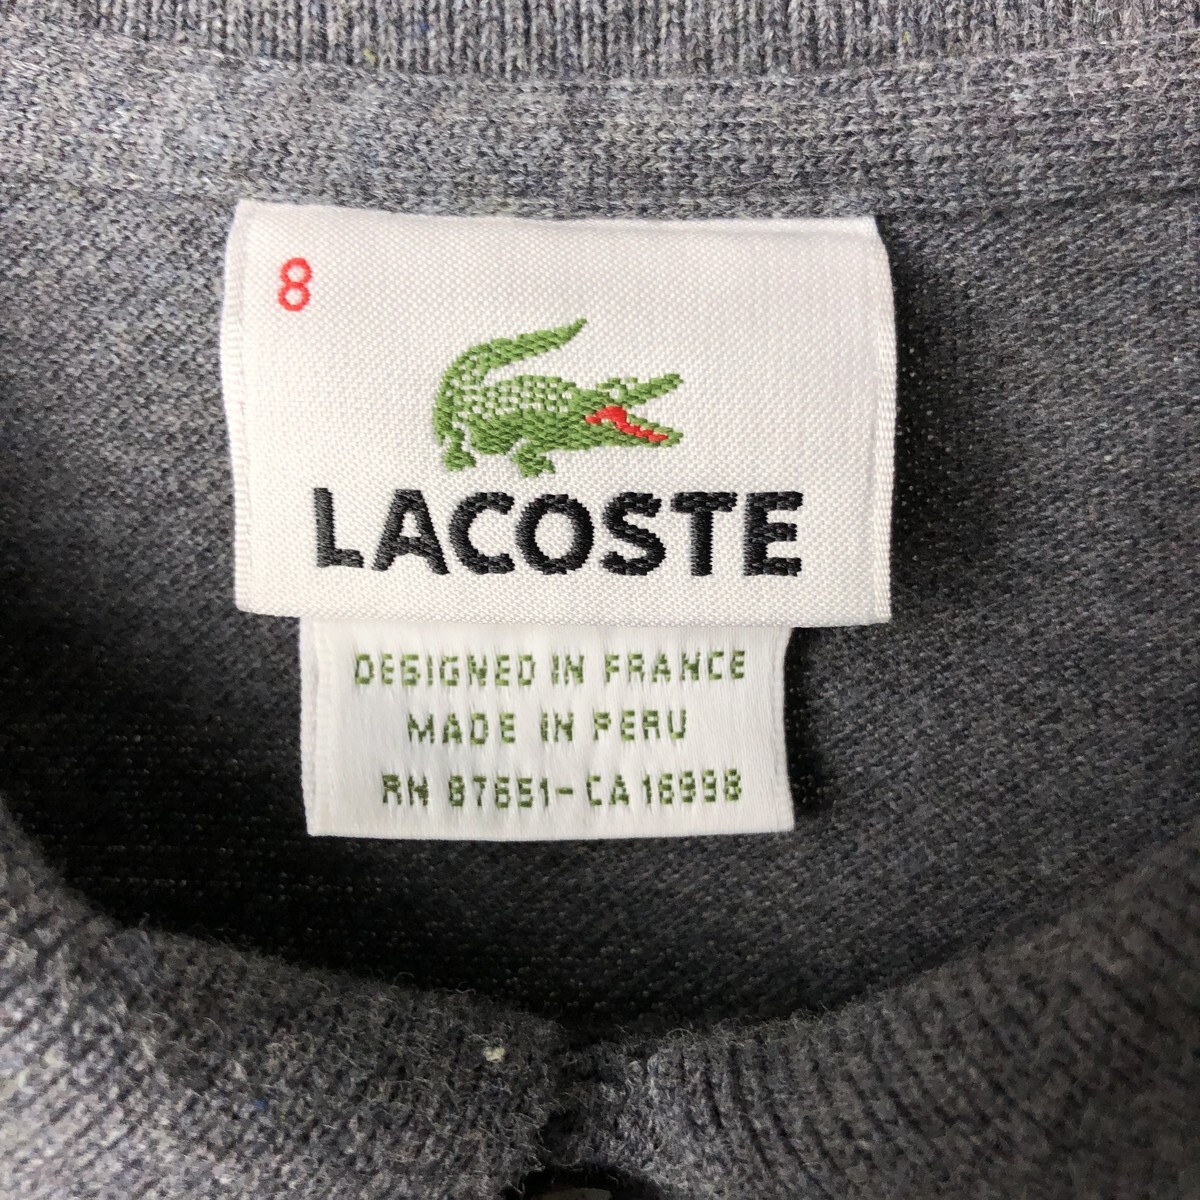 8
LACOSTE
DESIGNED IN FRANCE
MADE IN PERU
RN 87651-CA 16998